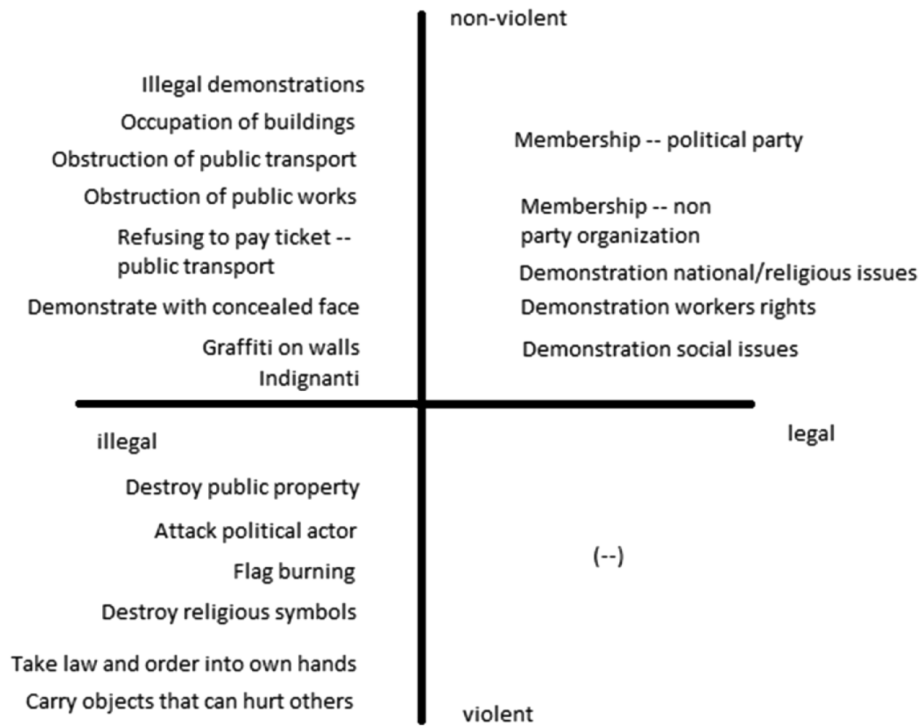 non-violent
Illegal demonstrations
Occupation of buildings
Obstruction of public transport
Obstruction of public works
Refusing to pay ticket --
public transport
Demonstrate with concealed face
Graffiti on walls
Indignanti
Membership -- political party
Membership -- non
party organization
Demonstration national/religious issues
Demonstration workers rights
Demonstration social issues
illegal
legal
Destroy public property
Attack political actor
Flag burning
Destroy religious symbols
Take law and order into own hands
Carry objects that can hurt others
(--)
violent